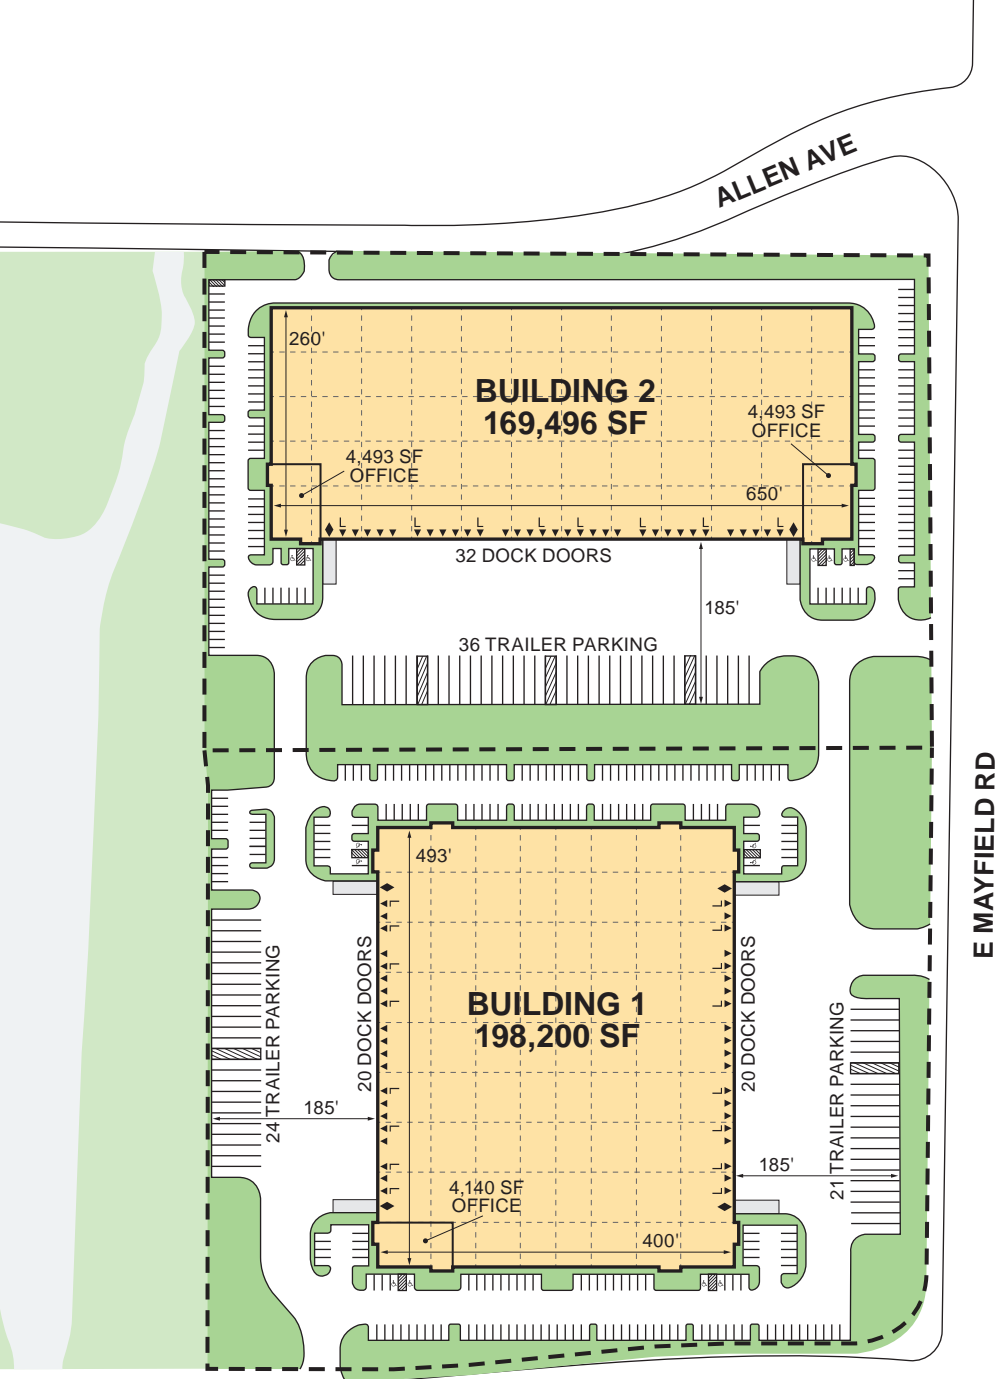 ALLEN AVE
260'
BUILDING 2
169,496 SF
4,493 SF
OFFICE
4,493 SF
OFFICE
650'
32 DOCK DOORS
185'
36 TRAILER PARKING
E MAYFIELD RD
493'
20 DOCK DOORS
20 DOCK DOORS
BUILDING 1
198,200 SF
24 TRAILER PARKING
21 TRAILER PARKING
185'
185'
4,140 SF
OFFICE
400'